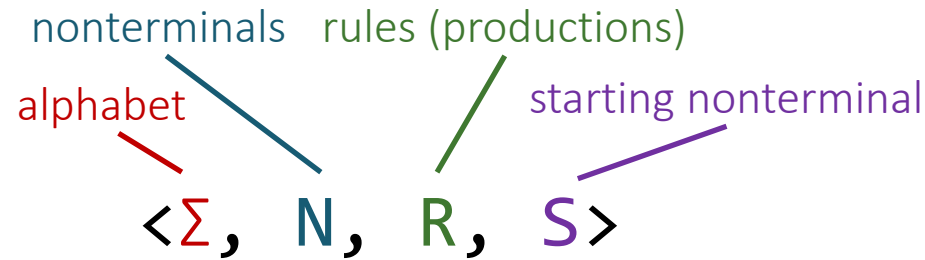 nonterminals rules (productions)
alphabet
starting nonterminal
<Σ, N, R, S>